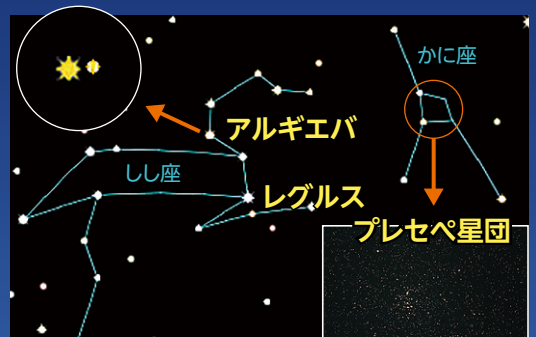 かに座
アルギエバ
しし座
レグルス
プレセペ星団